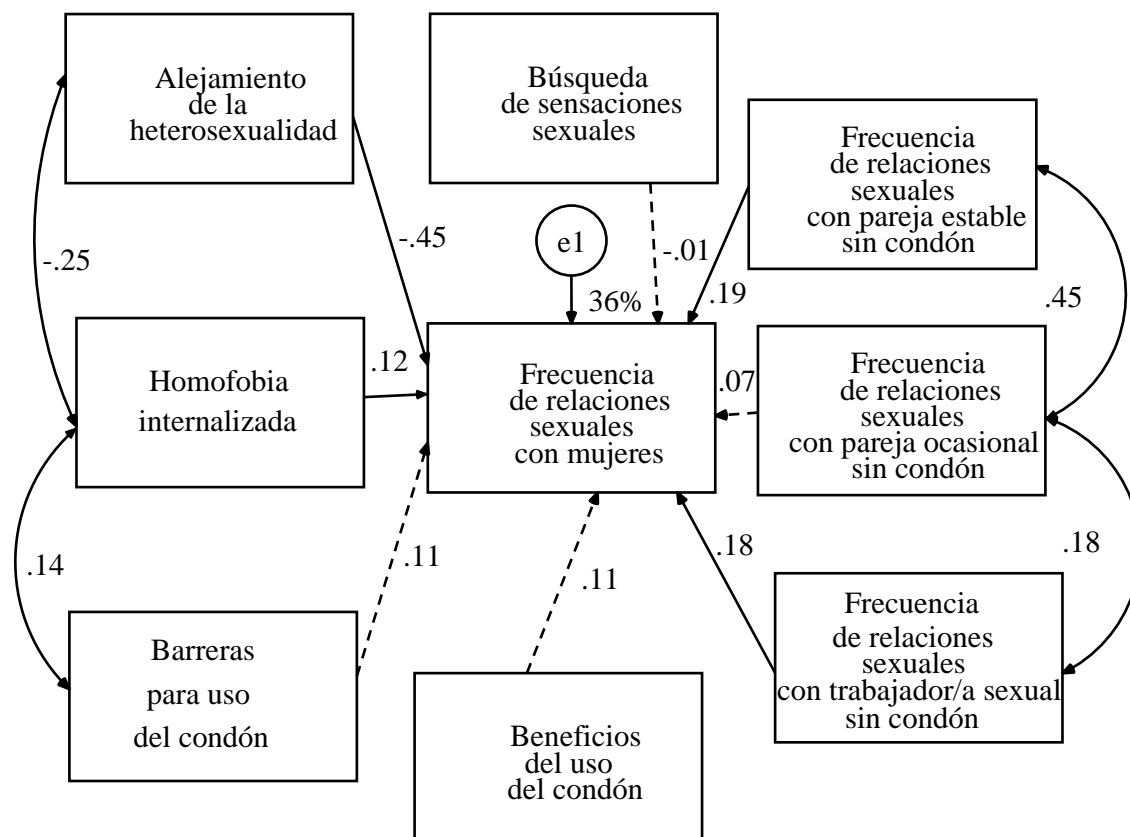 Alejamiento
de la
heterosexualidad
Búsqueda
de sensaciones
sexuales
Frecuencia
de relaciones
sexuales
con pareja estable
sin condón
-.45
e1
-.01
-.25
36%
.19
.45
Homofobia
internalizada
.12
Frecuencia
de relaciones
sexuales
con mujeres
.07
Frecuencia
de relaciones
sexuales
con pareja ocasional
sin condón
.14
.11
.11
.18
.18
Barreras
para uso
del condón
Beneficios
del uso
del condón
Frecuencia
de relaciones
sexuales
con trabajador/a sexual
sin condón